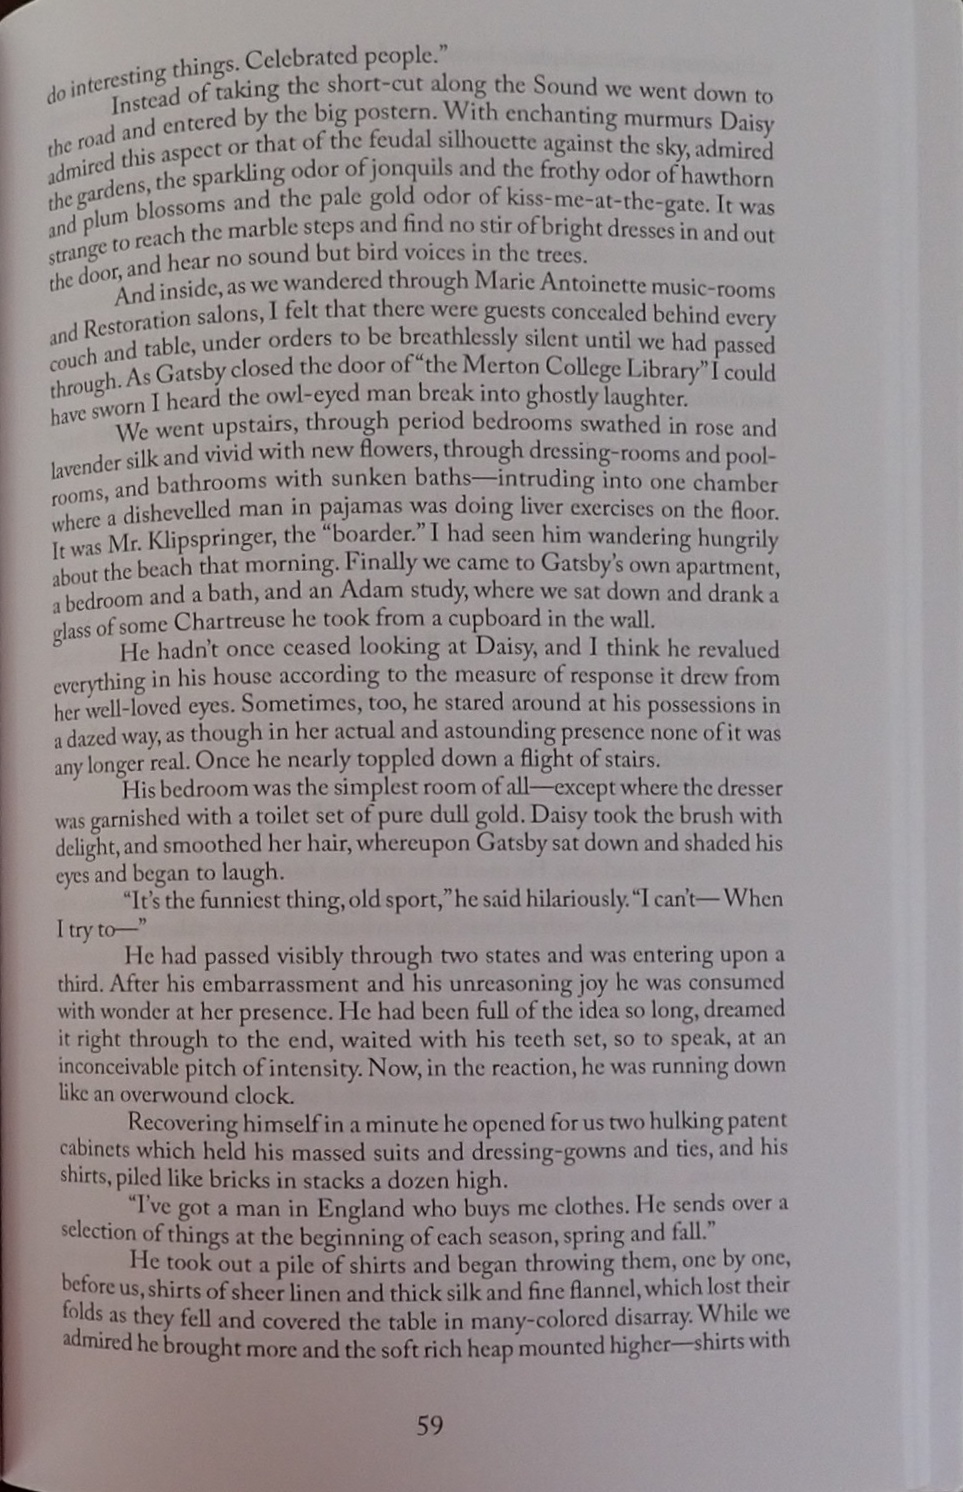 do interesting things. Celebrated people.”
Instead of taking the short-cut along the Sound we went down to
the road and entered by the big postern. With enchanting murmurs Daisy
admired this aspect or that of the feudal silhouette against the sky, admired
the gardens, the sparkling odor of jonquils and the frothy odor of hawthorn
and plum blossoms and the pale gold odor of kiss-me-at-the-gate. It was
strange to reach the marble steps and find no stir of bright dresses in and out
the door, and hear no sound but bird voices in the trees.
And inside, as we wandered through Marie Antoinette music-rooms
and Restoration salons, I felt that there were guests concealed behind every
couch and table, under orders to be breathlessly silent until we had passed
through. As Gatsby closed the door of “the Merton College Library” I could
have sworn I heard the owl-eyed man break into ghostly laughter.
We went upstairs, through period bedrooms swathed in rose and
lavender silk and vivid with new flowers, through dressing-rooms and pool-
rooms, and bathrooms with sunken baths—intruding into one chamber
where a dishevelled man in pajamas was doing liver exercises on the floor.
It was Mr. Klipspringer, the “boarder.” I had seen him wandering hungrily
about the beach that morning. Finally we came to Gatsby’s own apartment,
a bedroom and a bath, and an Adam study, where we sat down and drank a
glass of some Chartreuse he took from a cupboard in the wall.
He hadn’t once ceased looking at Daisy, and I think he revalued
everything in his house according to the measure of response it drew from
her well-loved eyes. Sometimes, too, he stared around at his possessions in
a dazed way, as though in her actual and astounding presence none of it was
any longer real. Once he nearly toppled down a flight of stairs.
His bedroom was the simplest room of all—except where the dresser
was garnished with a toilet set of pure dull gold. Daisy took the brush with
delight, and smoothed her hair, whereupon Gatsby sat down and shaded his
eyes and began to laugh.
“It’s the funniest thing, old sport,” he said hilariously. “I can’t— When
I try to—”
He had passed visibly through two states and was entering upon a
third. After his embarrassment and his unreasoning joy he was consumed
with wonder at her presence. He had been full of the idea so long, dreamed
it right through to the end, waited with his teeth set, so to speak, at an
inconceivable pitch of intensity. Now, in the reaction, he was running down
like an overwound clock.
Recovering himself in a minute he opened for us two hulking patent
cabinets which held his massed suits and dressing-gowns and ties, and his
shirts, piled like bricks in stacks a dozen high.
“I’ve got a man in England who buys me clothes. He sends over a
selection of things at the beginning of each season, spring and fall.”
He took out a pile of shirts and began throwing them, one by one,
before us, shirts of sheer linen and thick silk and fine flannel, which lost their
folds as they fell and covered the table in many-colored disarray. While we
admired he brought more and the soft rich heap mounted higher—shirts with
59